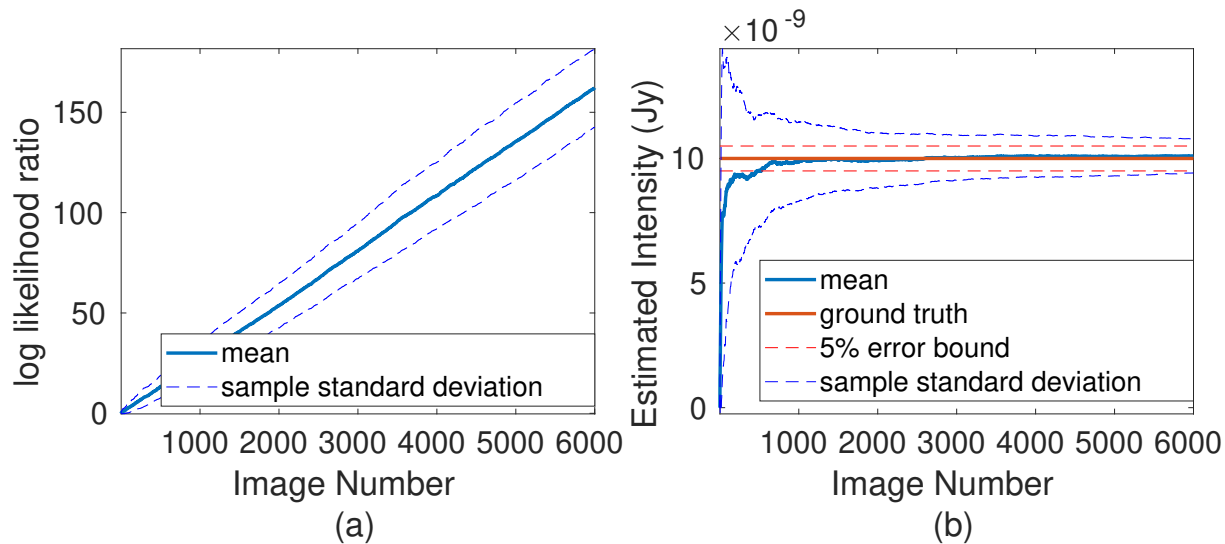 log likelihood ratio
150
100
50
0
1000 2000 3000 4000 5000 6000
Image Number
(a)
mean
sample standard deviation
×10⁻⁹
Estimated Intensity (Jy)
10
5
0
1000 2000 3000 4000 5000 6000
Image Number
(b)
mean
ground truth
5% error bound
sample standard deviation